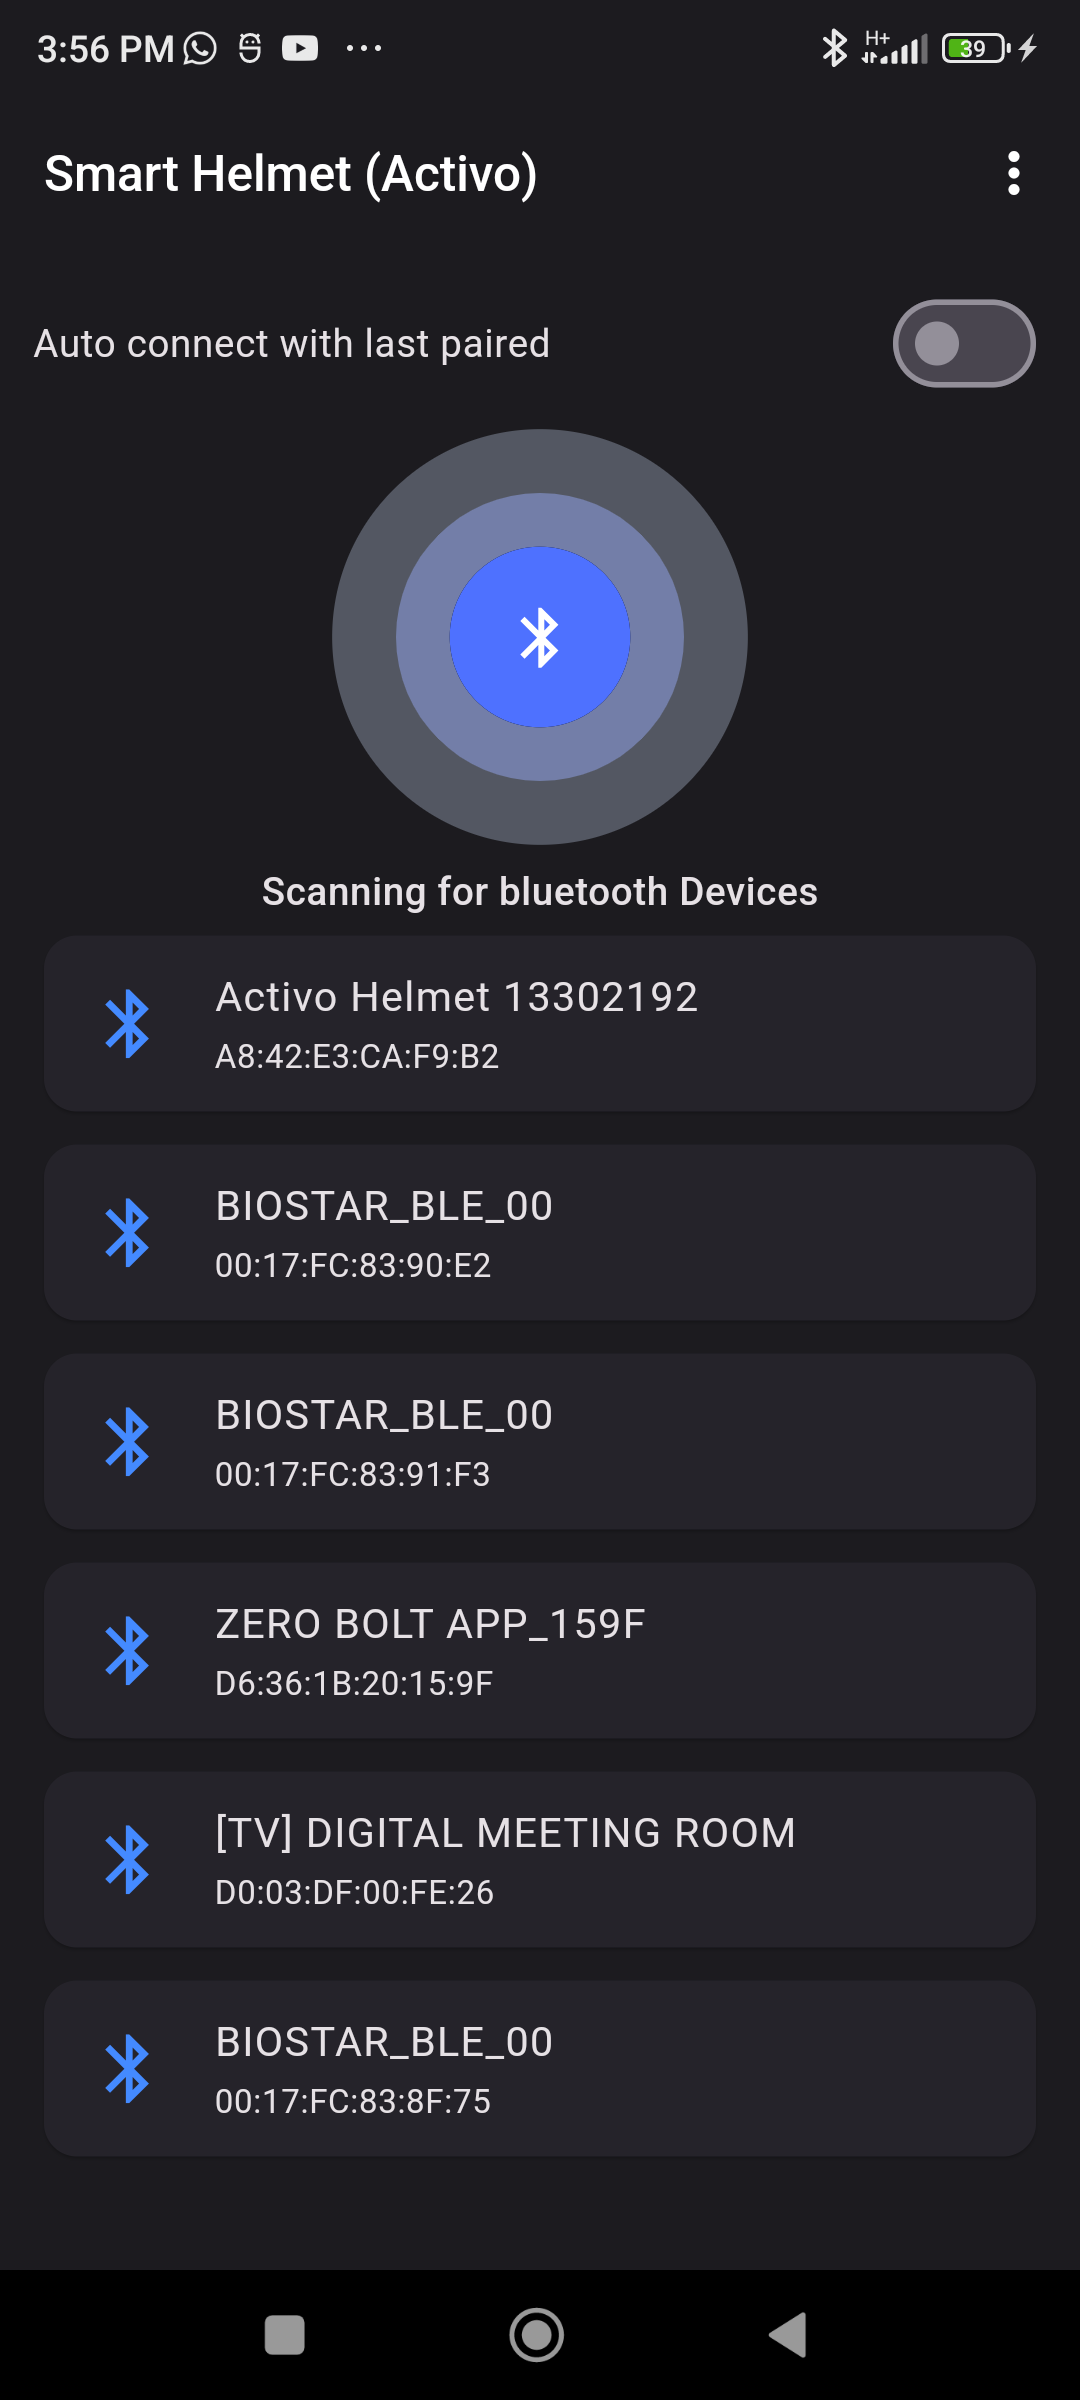 3:56 PM
H+
39
Smart Helmet (Activo)
Auto connect with last paired
Scanning for bluetooth Devices
Activo Helmet 13302192
A8:42:E3:CA:F9:B2
BIOSTAR_BLE_00
00:17:FC:83:90:E2
BIOSTAR_BLE_00
00:17:FC:83:91:F3
ZERO BOLT APP_159F
D6:36:1B:20:15:9F
[TV] DIGITAL MEETING ROOM
D0:03:DF:00:FE:26
BIOSTAR_BLE_00
00:17:FC:83:8F:75